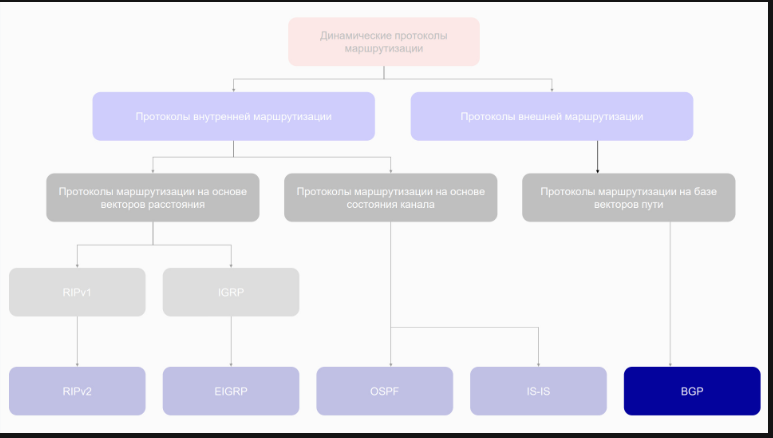 Динамические протоколы
маршрутизации
Протоколы внутренней маршрутизации
Протоколы внешней маршрутизации
Протоколы маршрутизации на основе
векторов расстояния
Протоколы маршрутизации на основе
состояния канала
Протоколы маршрутизации на базе
векторов пути
RIPv1
IGRP
RIPv2
EIGRP
OSPF
IS-IS
BGP